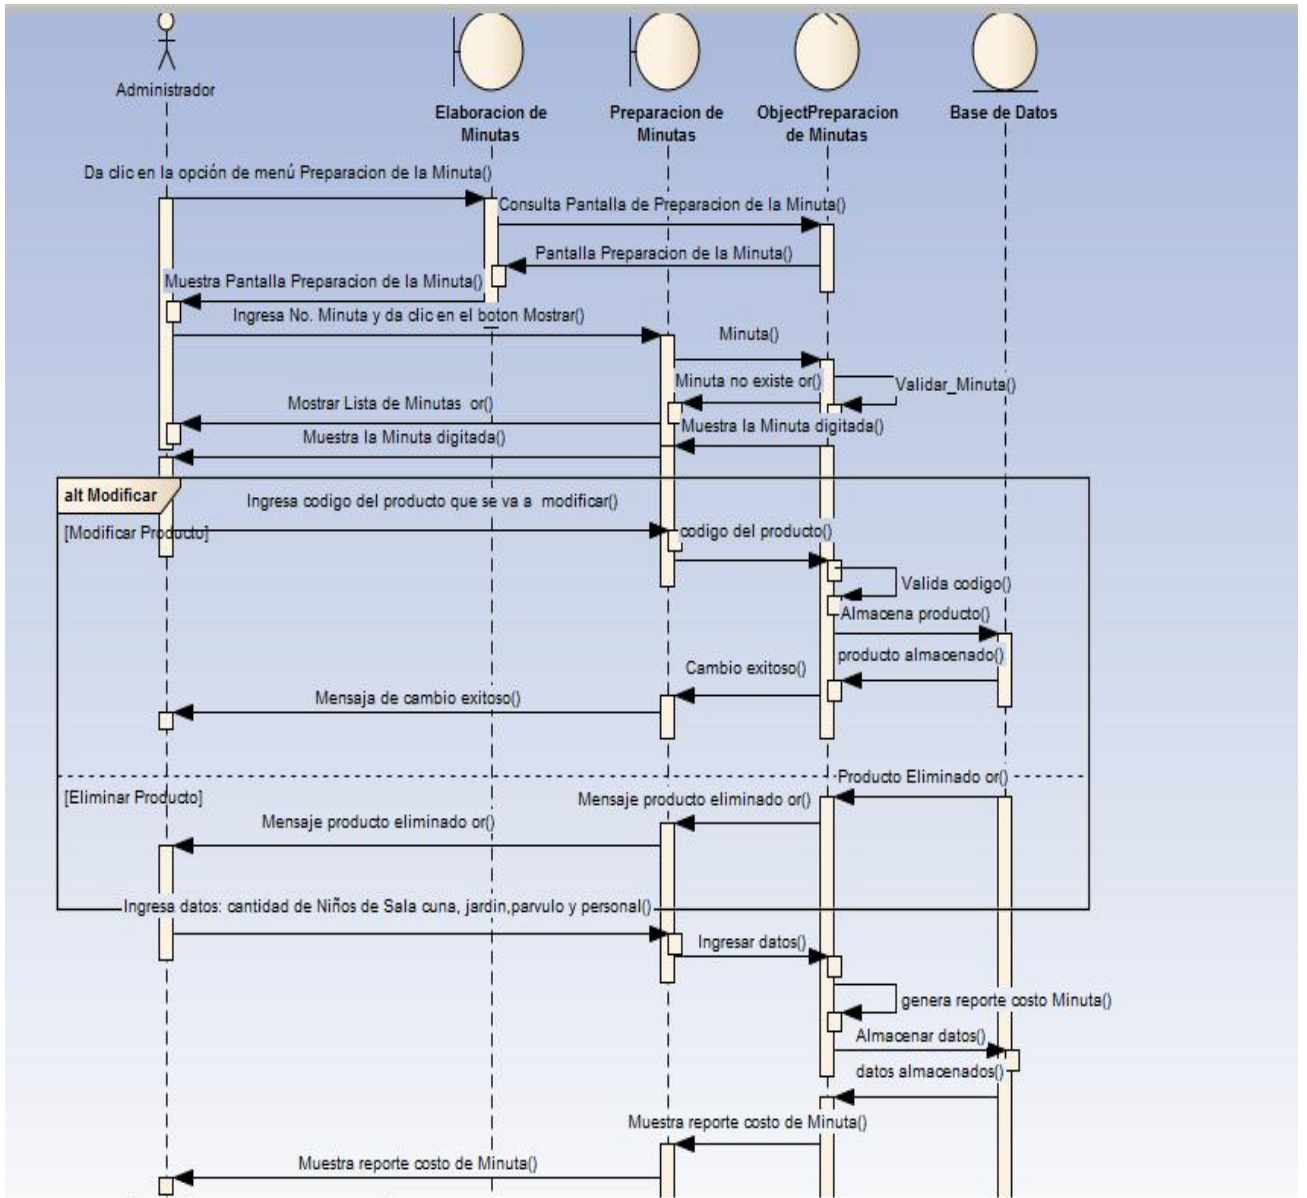 Administrador
Elaboracion de
Minutas
Preparacion de
Minutas
ObjectPreparacion
de Minutas
Base de Datos
Da clic en la opción de menú Preparacion de la Minuta()
Consulta Pantalla de Preparacion de la Minuta()
Pantalla Preparacion de la Minuta()
Muestra Pantalla Preparacion de la Minuta()
Ingresa No. Minuta y da clic en el boton Mostrar()
Minuta()
Validar_Minuta()
Minuta no existe or()
Mostrar Lista de Minutas or()
Muestra la Minuta digitada()
Muestra la Minuta digitada()
alt Modificar
[Modificar Producto]
Ingresa codigo del producto que se va a modificar()
codigo del producto()
Valida codigo()
Almacena producto()
producto almacenado()
Cambio exitoso()
Mensaja de cambio exitoso()
[Eliminar Producto]
Producto Eliminado or()
Mensaje producto eliminado or()
Mensaje producto eliminado or()
Ingresa datos: cantidad de Niños de Sala cuna, jardin,parvulo y personal()
Ingresar datos()
genera reporte costo Minuta()
Almacenar datos()
datos almacenados()
Muestra reporte costo de Minuta()
Muestra reporte costo de Minuta()